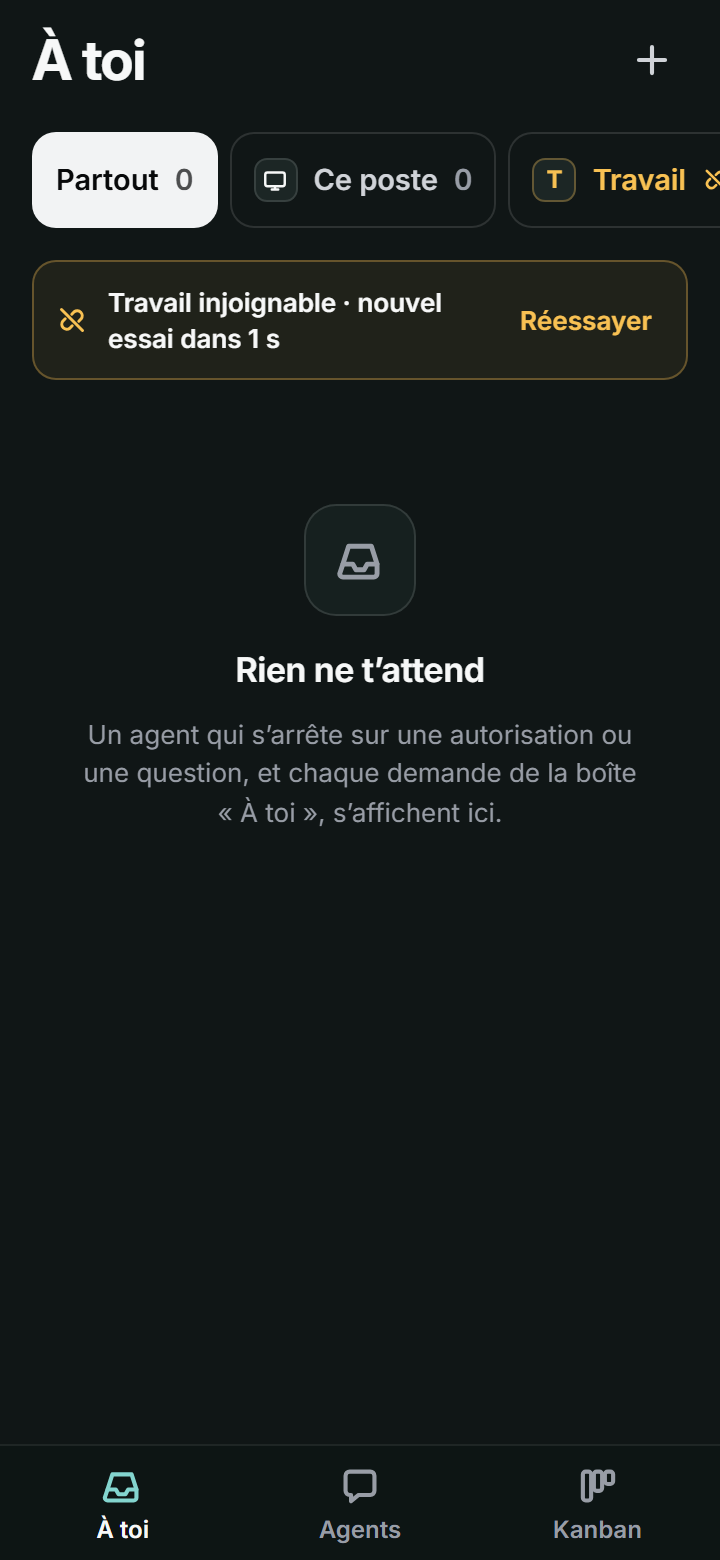 À toi
Partout 0
Ce poste 0
T Travail
Travail injoignable · nouvel
essai dans 1 s
Réessayer
Rien ne t’attend
Un agent qui s’arrête sur une autorisation ou
une question, et chaque demande de la boîte
« À toi », s’affichent ici.
À toi
Agents
Kanban